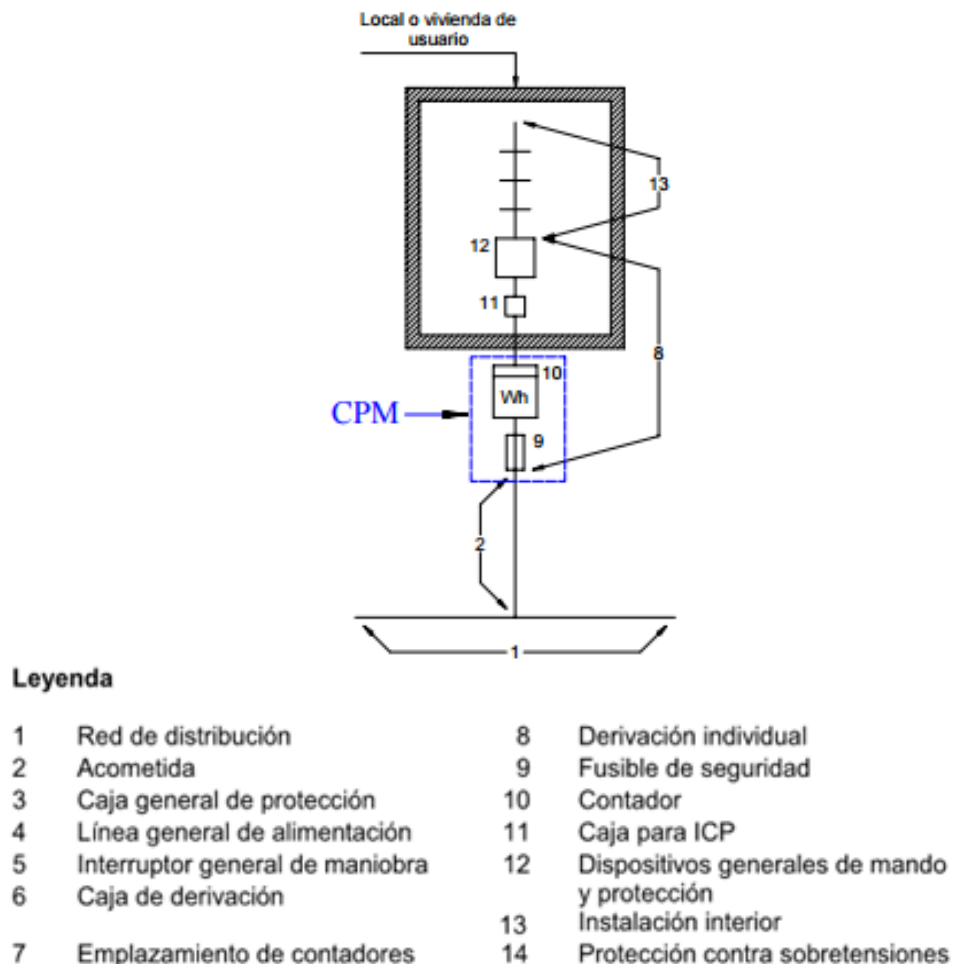 Local o vivienda de
usuario
13
12
11
8
10
Wh
CPM
9
2
1
Leyenda
1 Red de distribución
2 Acometida
3 Caja general de protección
4 Línea general de alimentación
5 Interruptor general de maniobra
6 Caja de derivación
7 Emplazamiento de contadores
8 Derivación individual
9 Fusible de seguridad
10 Contador
11 Caja para ICP
12 Dispositivos generales de mando
y protección
13 Instalación interior
14 Protección contra sobretensiones